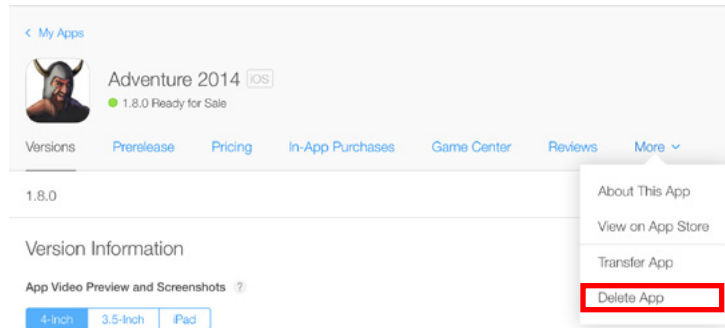 < My Apps
Adventure 2014 iOS
1.8.0 Ready for Sale
Versions Prerelease Pricing In-App Purchases Game Center Reviews More
About This App
View on App Store
Transfer App
Delete App
1.8.0
Version Information
App Video Preview and Screenshots ?
4-Inch 3.5-Inch iPad